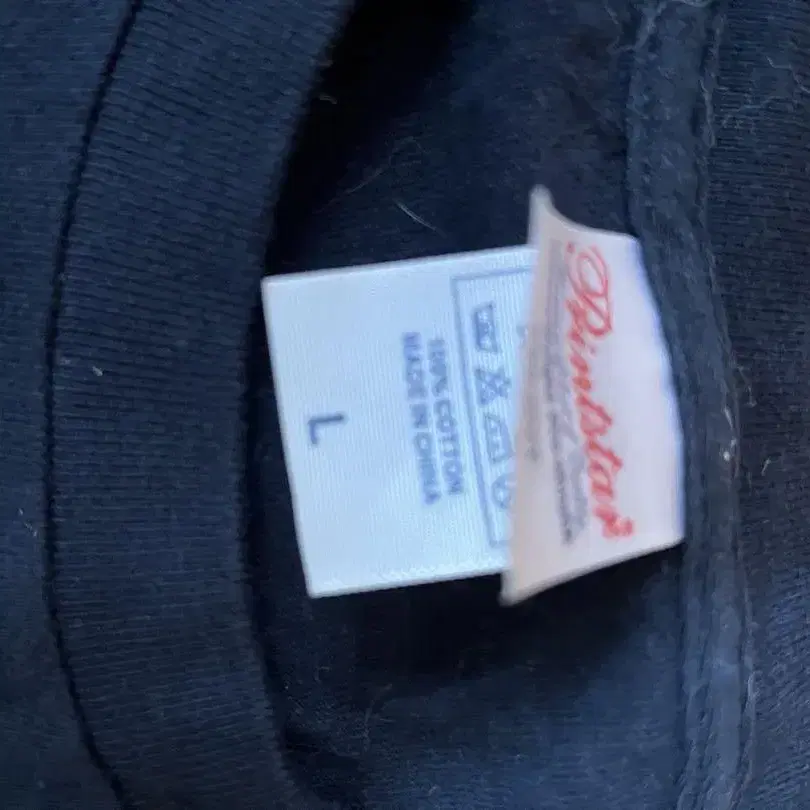 Printstar
100% COTTON
MADE IN CHINA
L